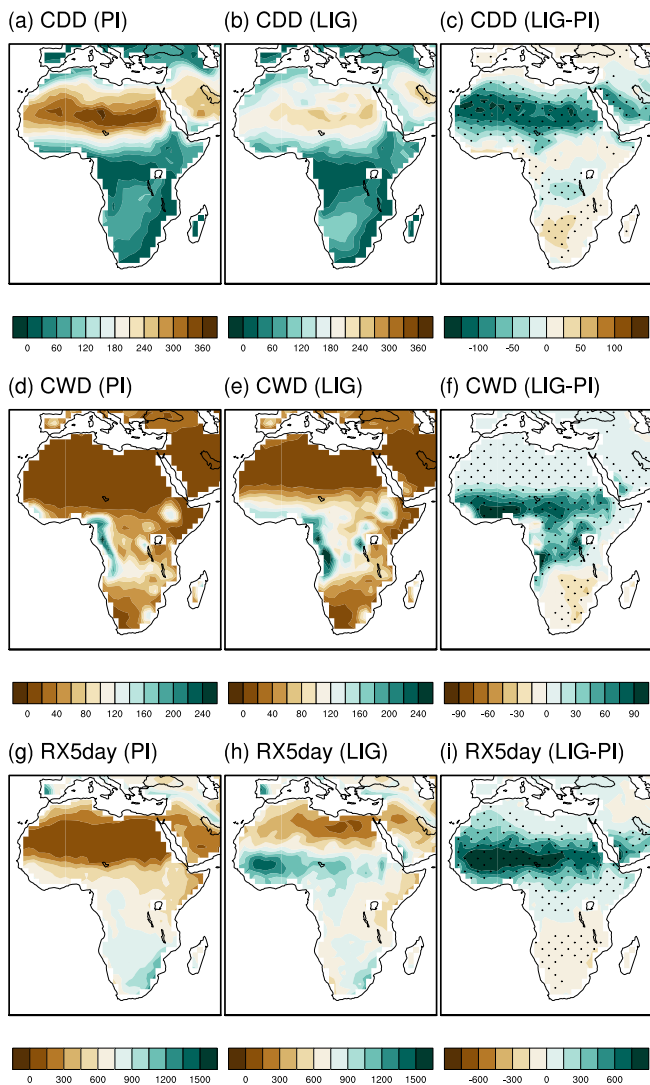 (a) CDD (PI) (b) CDD (LIG) (c) CDD (LIG-PI)
0 60 120 180 240 300 360 0 60 120 180 240 300 360 -100 -50 0 50 100
(d) CWD (PI) (e) CWD (LIG) (f) CWD (LIG-PI)
0 40 80 120 160 200 260 0 40 80 120 160 200 260 -90 -60 -30 0 30 60 90
(g) RX5day (PI) (h) RX5day (LIG) (i) RX5day (LIG-PI)
0 300 600 900 1200 1500 0 300 600 900 1200 1500 -600 -300 0 300 600